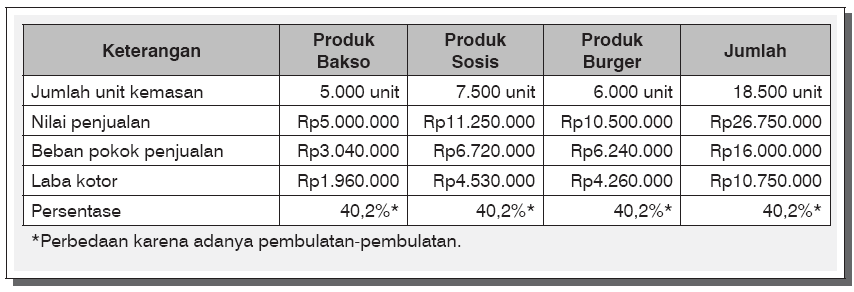 Keterangan Produk Bakso Produk Sosis Produk Burger Jumlah
Jumlah unit kemasan 5.000 unit 7.500 unit 6.000 unit 18.500 unit
Nilai penjualan Rp5.000.000 Rp11.250.000 Rp10.500.000 Rp26.750.000
Beban pokok penjualan Rp3.040.000 Rp6.720.000 Rp6.240.000 Rp16.000.000
Laba kotor Rp1.960.000 Rp4.530.000 Rp4.260.000 Rp10.750.000
Persentase 40,2%* 40,2%* 40,2%* 40,2%*
*Perbedaan karena adanya pembulatan-pembulatan.